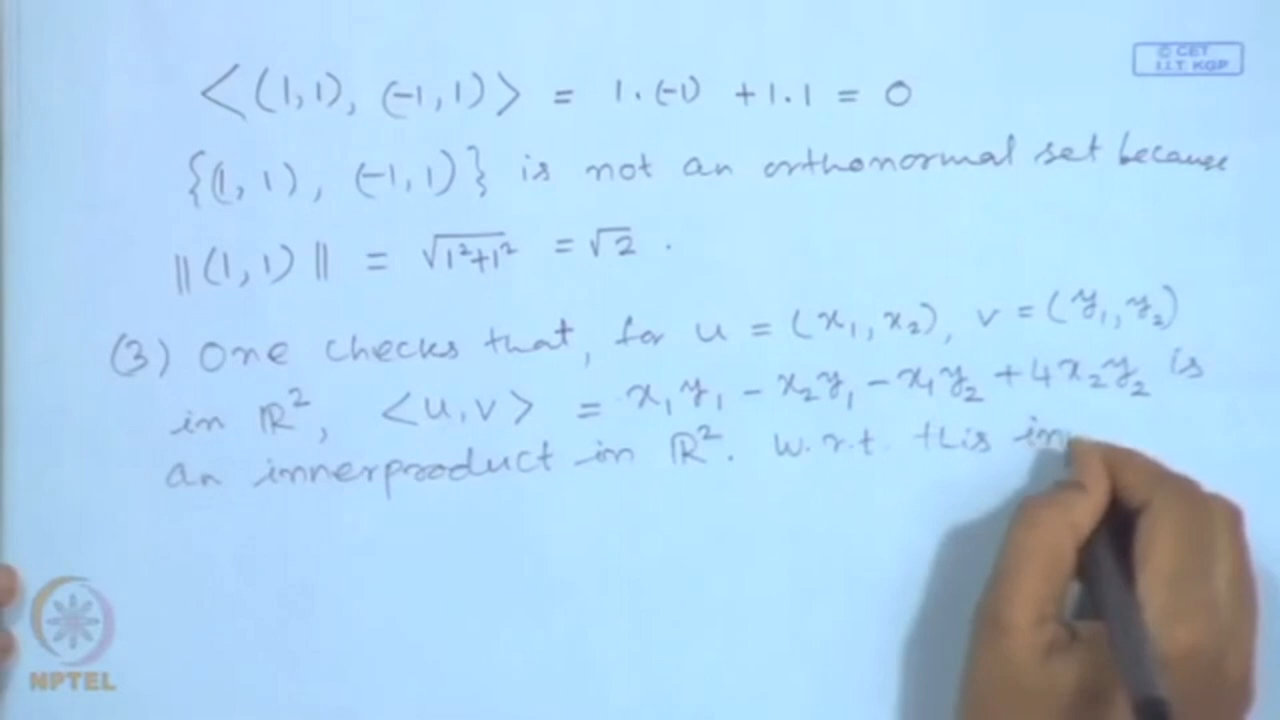 © CET
I.I.T. KGP
<(1,1), (-1,1)> = 1.(-1) + 1.1 = 0
{(1,1), (-1,1)} is not an orthonormal set because
||(1,1)|| = √1²+1² = √2 .
(3) One checks that, for u = (x₁, x₂), v = (y₁, y₂)
in ℝ², <u,v> = x₁y₁ - x₂y₁ - x₁y₂ + 4x₂y₂ is
an innerproduct in ℝ². w.r.t. this in
NPTEL